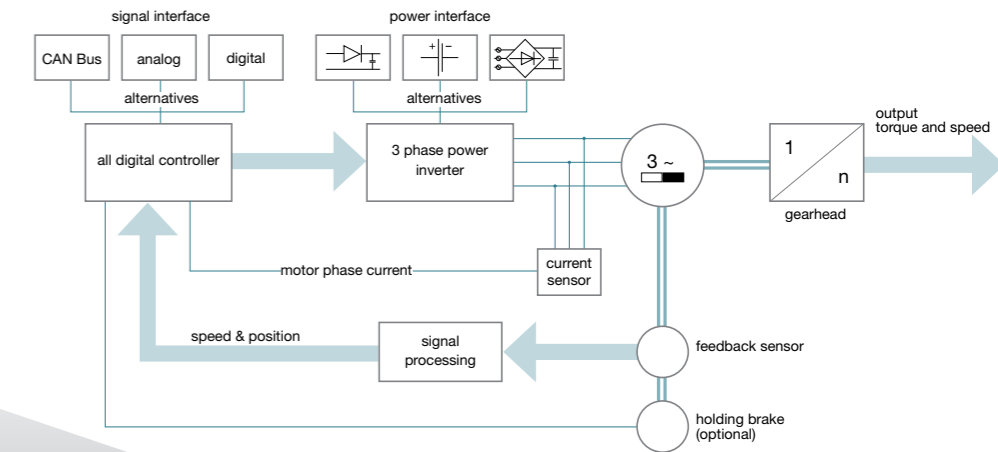 signal interface
power interface
CAN Bus
analog
digital
+ −
alternatives
alternatives
all digital controller
3 phase power
inverter
3 ~
1
n
gearhead
output
torque and speed
motor phase current
current
sensor
speed & position
signal
processing
feedback sensor
holding brake
(optional)